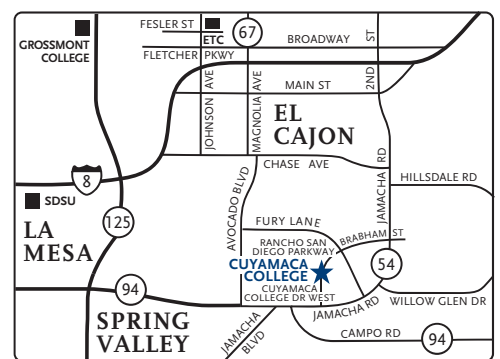 FESLER ST
GROSSMONT
COLLEGE
ETC
67
BROADWAY
2ND ST
FLETCHER PKWY
JOHNSON AVE
MAGNOLIA AVE
MAIN ST
EL
CAJON
CHASE AVE
JAMACHA RD
HILLSDALE RD
8
SDSU
LA
MESA
125
AVOCADO BLVD
FURY LANE
RANCHO SAN
DIEGO PARKWAY
BRABHAM ST
CUYAMACA
COLLEGE
CUYAMACA
COLLEGE DR WEST
54
94
JAMACHA RD
WILLOW GLEN DR
SPRING
VALLEY
JAMACHA
BLVD
CAMPO RD
94